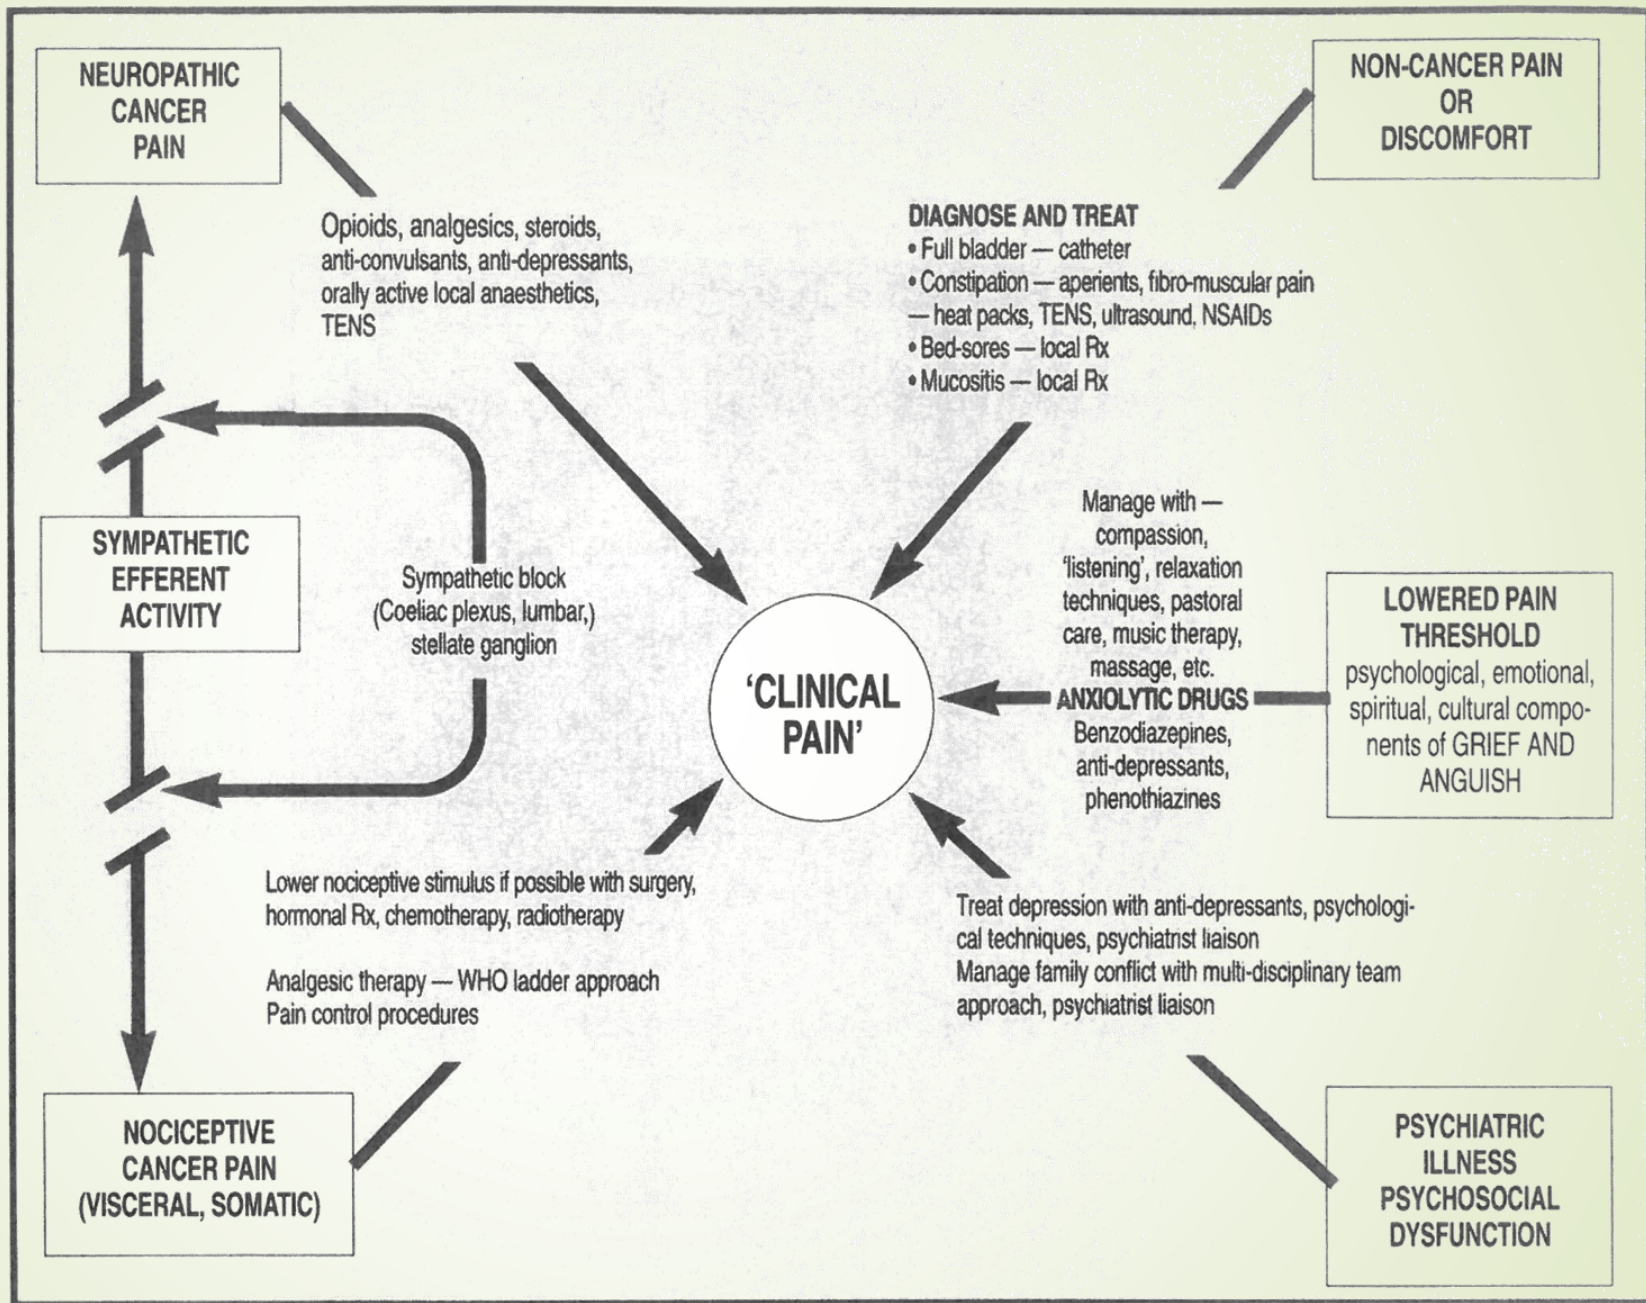 NEUROPATHIC
CANCER
PAIN
NON-CANCER PAIN
OR
DISCOMFORT
Opioids, analgesics, steroids,
anti-convulsants, anti-depressants,
orally active local anaesthetics,
TENS
DIAGNOSE AND TREAT
• Full bladder — catheter
• Constipation — aperients, fibro-muscular pain
— heat packs, TENS, ultrasound, NSAIDs
• Bed-sores — local Rx
• Mucositis — local Rx
SYMPATHETIC
EFFERENT
ACTIVITY
Sympathetic block
(Coeliac plexus, lumbar,)
stellate ganglion
'CLINICAL
PAIN'
Manage with —
compassion,
'listening', relaxation
techniques, pastoral
care, music therapy,
massage, etc.
ANXIOLYTIC DRUGS
Benzodiazepines,
anti-depressants,
phenothiazines
LOWERED PAIN
THRESHOLD
psychological, emotional,
spiritual, cultural compo-
nents of GRIEF AND
ANGUISH
Lower nociceptive stimulus if possible with surgery,
hormonal Rx, chemotherapy, radiotherapy
Analgesic therapy — WHO ladder approach
Pain control procedures
Treat depression with anti-depressants, psychologi-
cal techniques, psychiatrist liaison
Manage family conflict with multi-disciplinary team
approach, psychiatrist liaison
NOCICEPTIVE
CANCER PAIN
(VISCERAL, SOMATIC)
PSYCHIATRIC
ILLNESS
PSYCHOSOCIAL
DYSFUNCTION